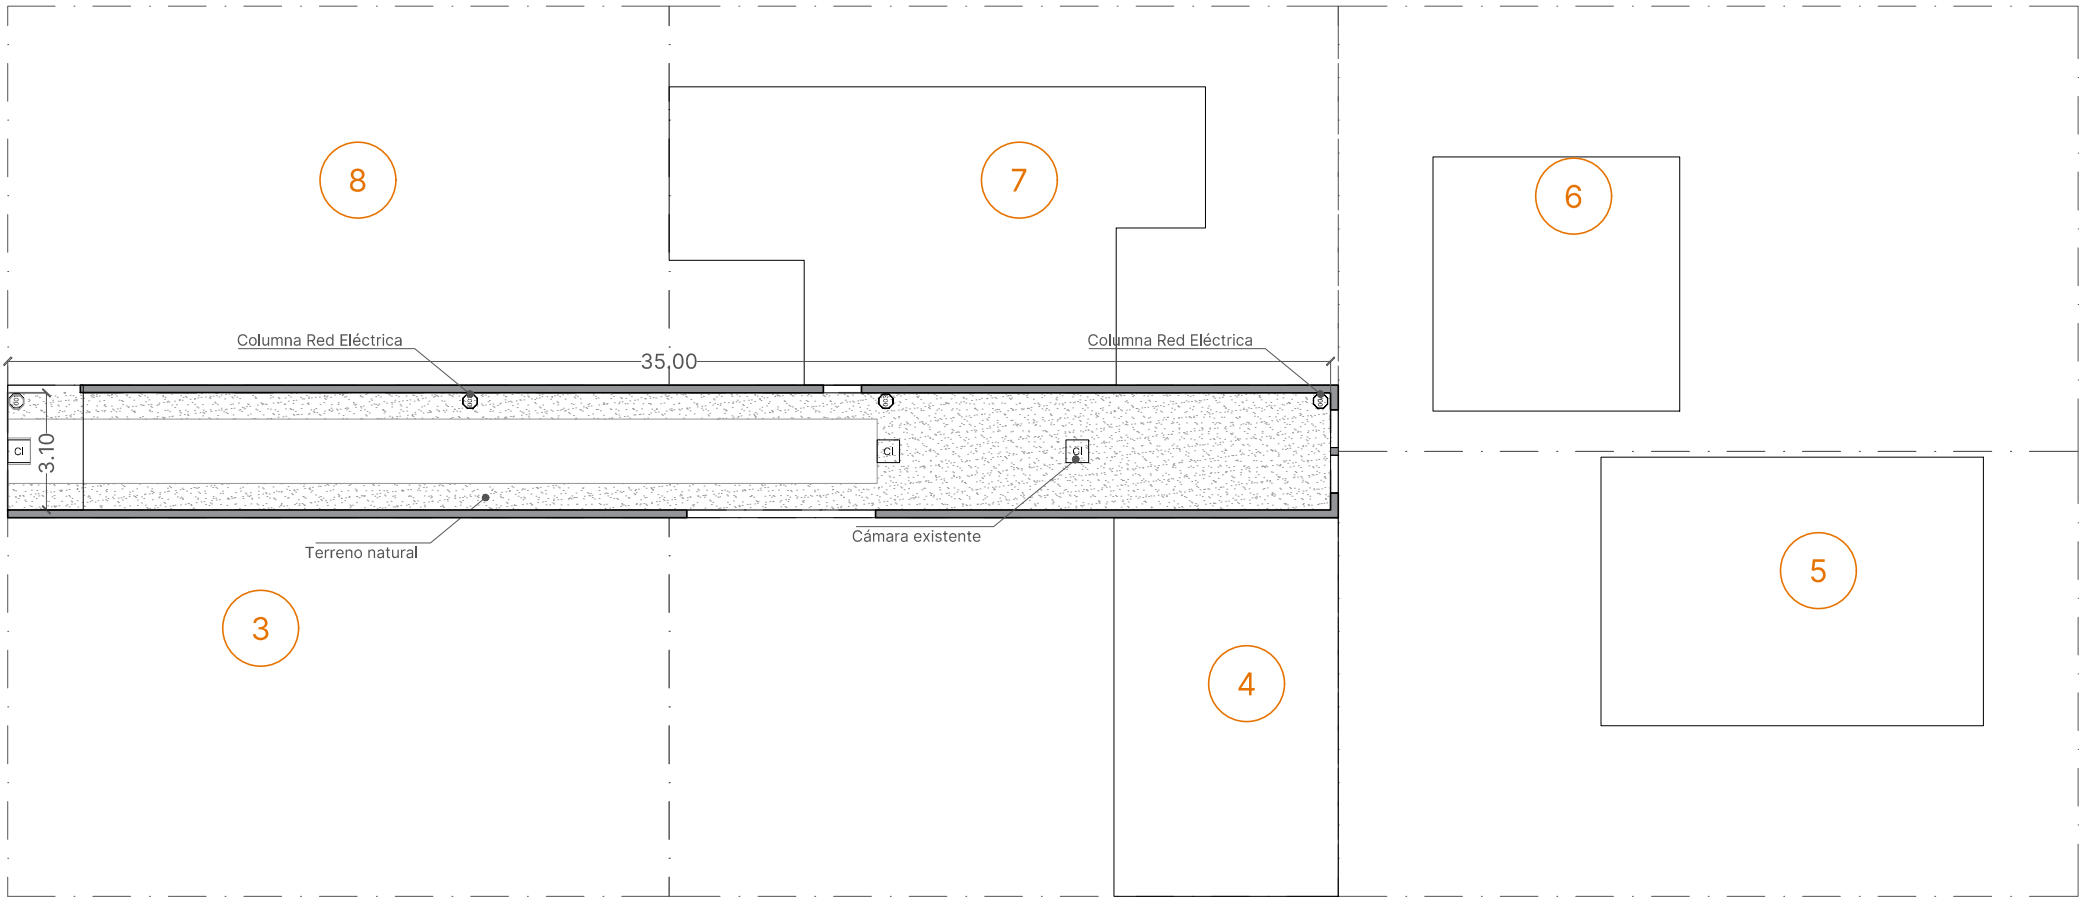 8
7
6
Columna Red Eléctrica
Columna Red Eléctrica
35.00
3.10
CI
CI
CI
Terreno natural
Cámara existente
5
3
4